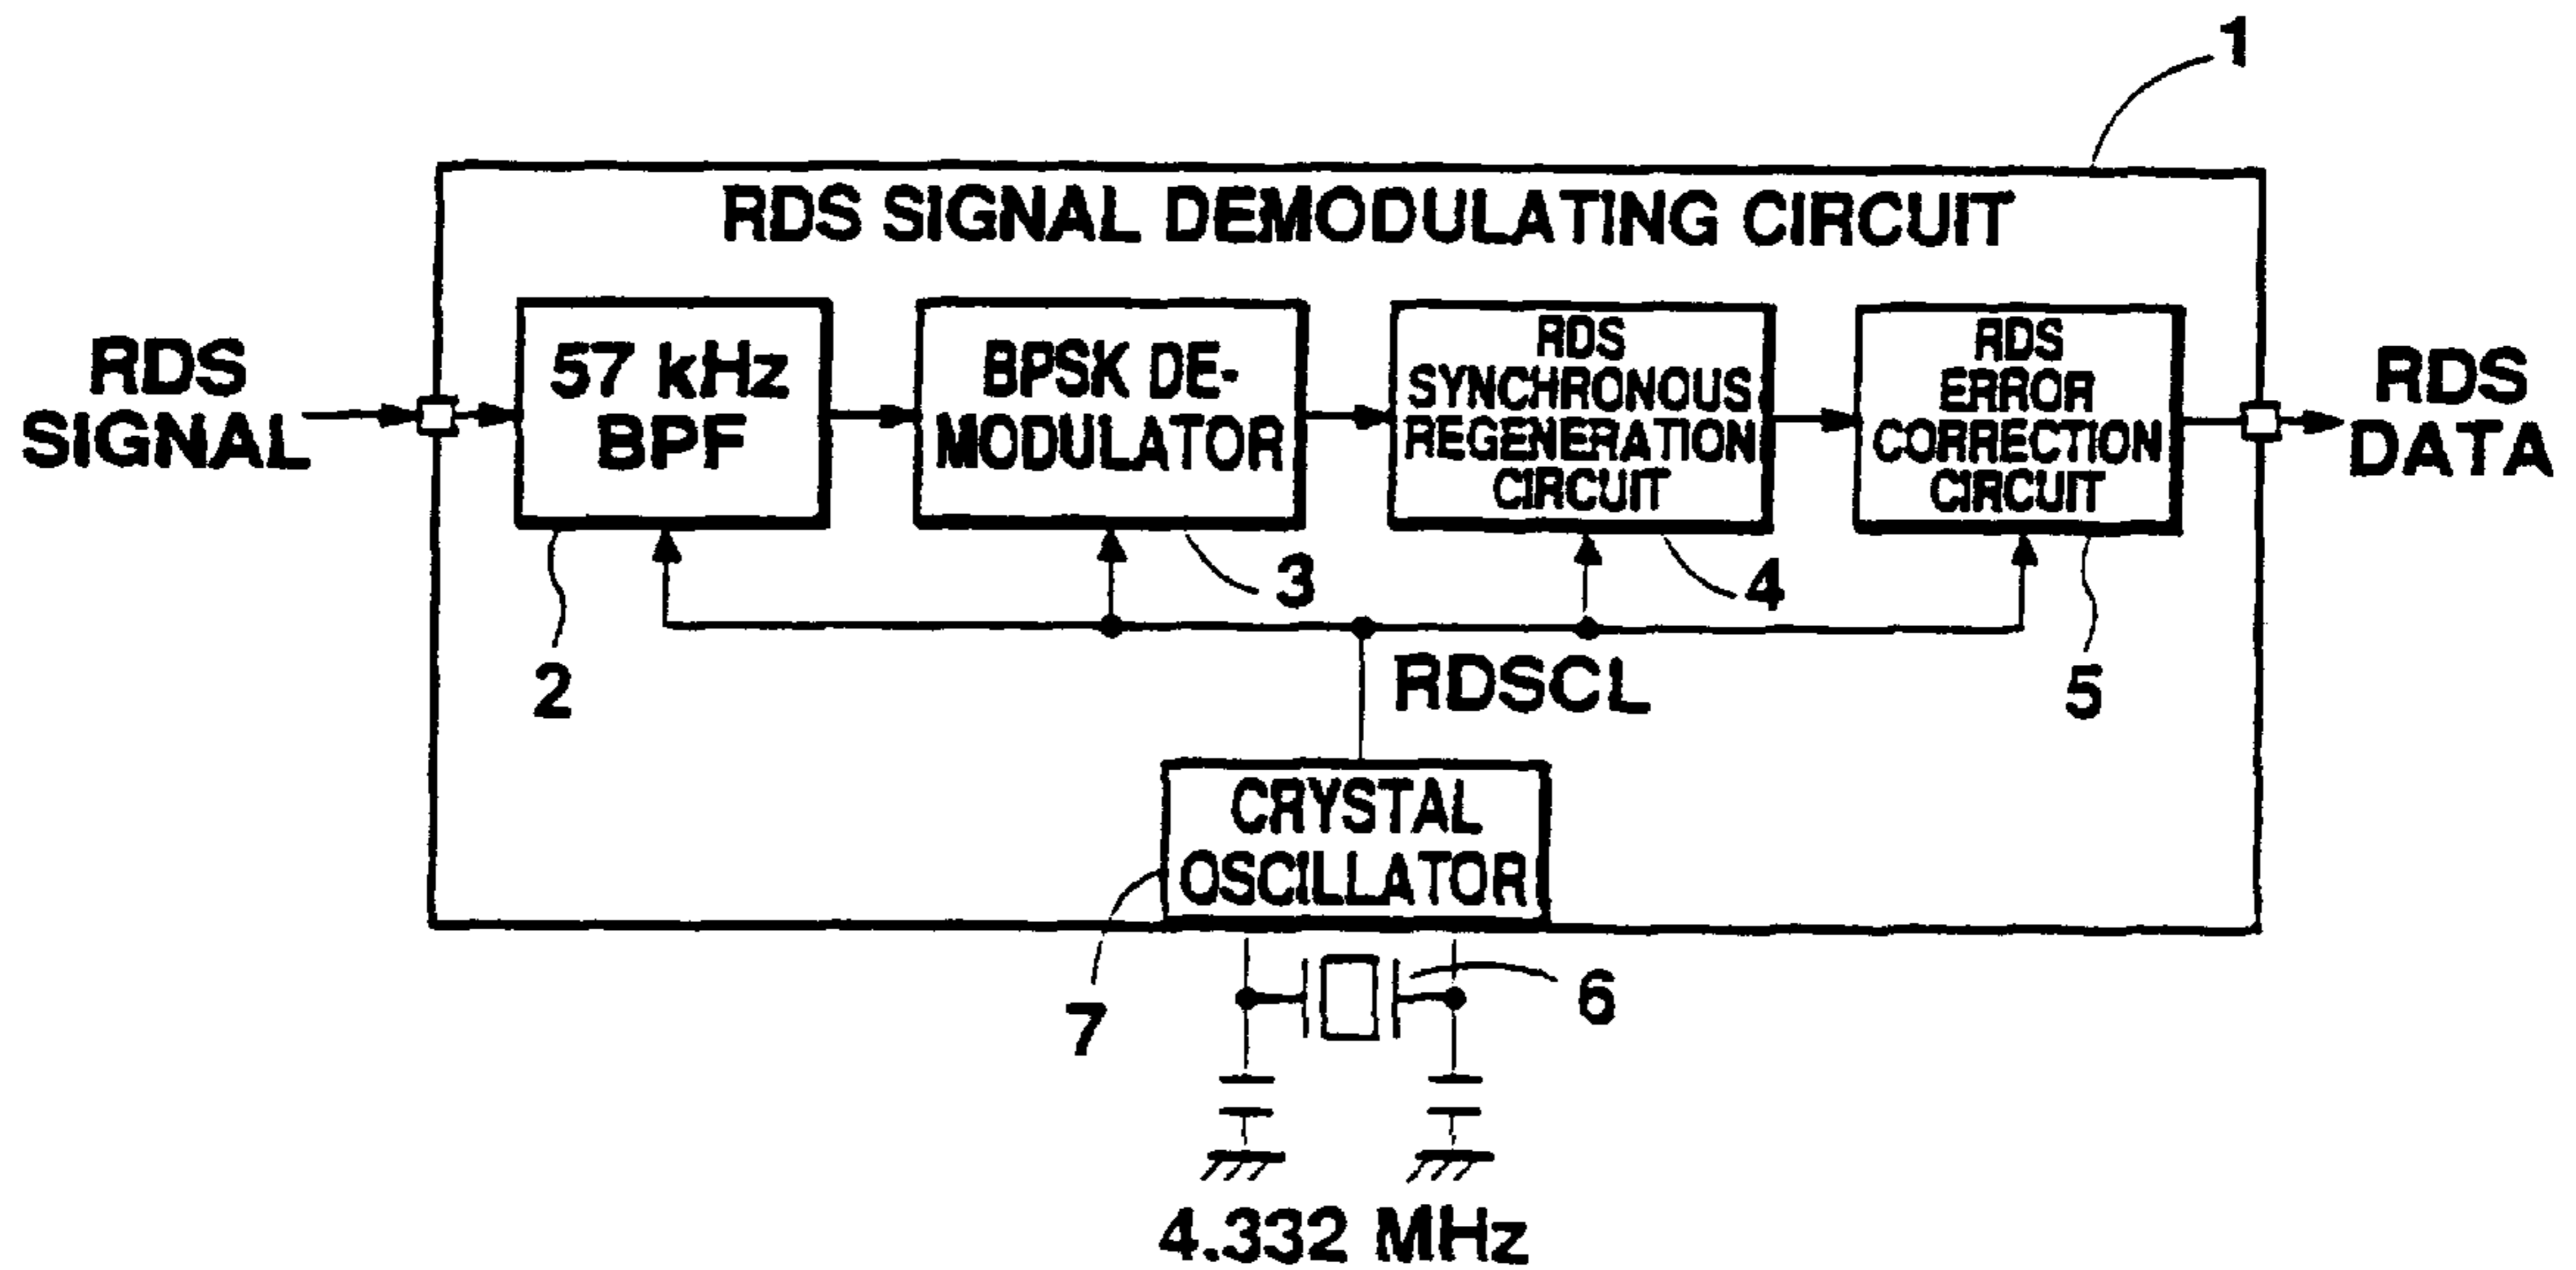 1
RDS SIGNAL DEMODULATING CIRCUIT
RDS
SIGNAL
57 kHz
BPF
BPSK DE-
MODULATOR
RDS
SYNCHRONOUS
REGENERATION
CIRCUIT
RDS
ERROR
CORRECTION
CIRCUIT
RDS
DATA
2
3
4
5
RDSCL
CRYSTAL
OSCILLATOR
7
6
4.332 MHz